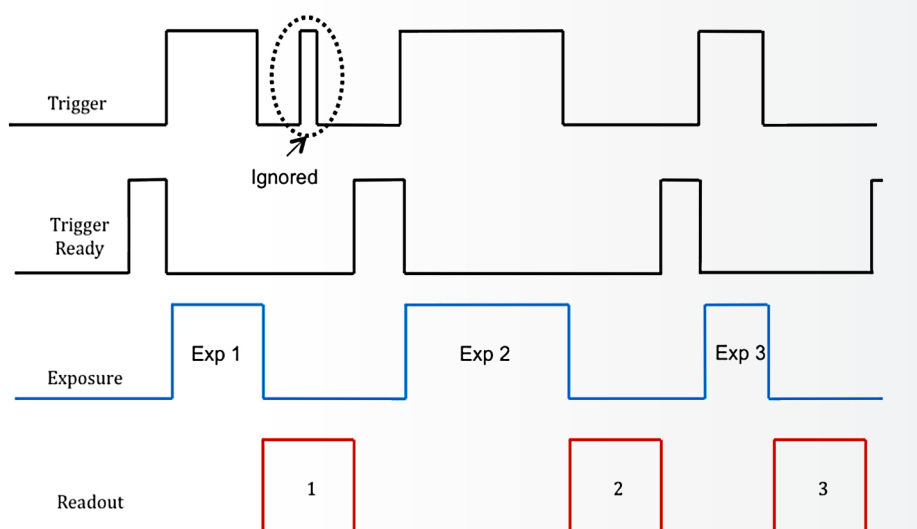 Trigger
Ignored
Trigger
Ready
Exp 1
Exp 2
Exp 3
Exposure
1
2
3
Readout